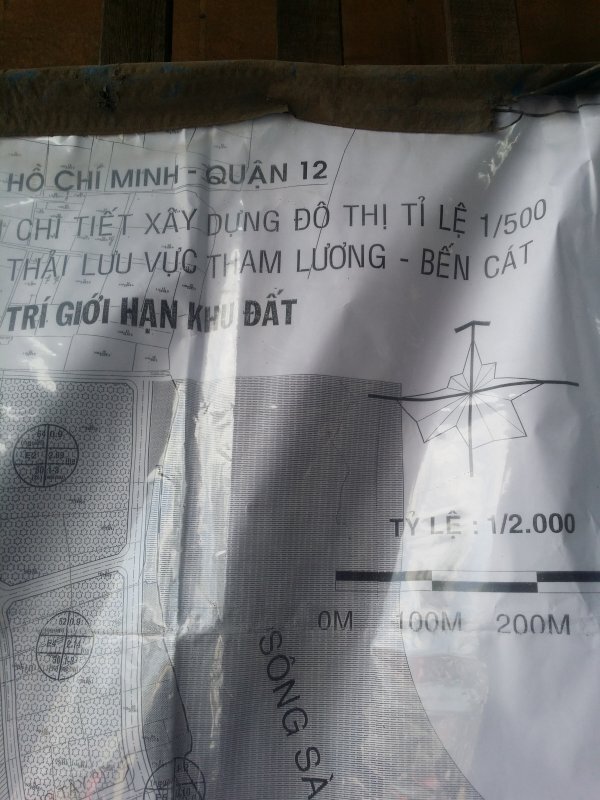 HỒ CHÍ MINH - QUẬN 12
CHI TIẾT XÂY DỰNG ĐÔ THỊ TỈ LỆ 1/500
THẢI LƯU VỰC THAM LƯƠNG - BẾN CÁT
TRÍ GIỚI HẠN KHU ĐẤT
TỶ LỆ : 1/2.000
0M 100M 200M
SÔNG SÀ